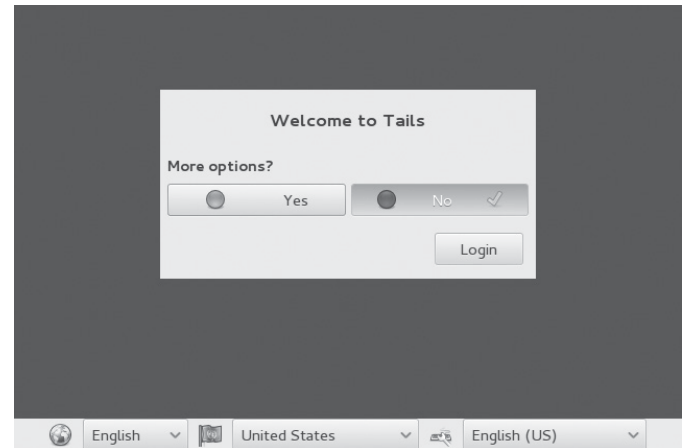 Welcome to Tails
More options?
Yes
No
Login
English
United States
English (US)